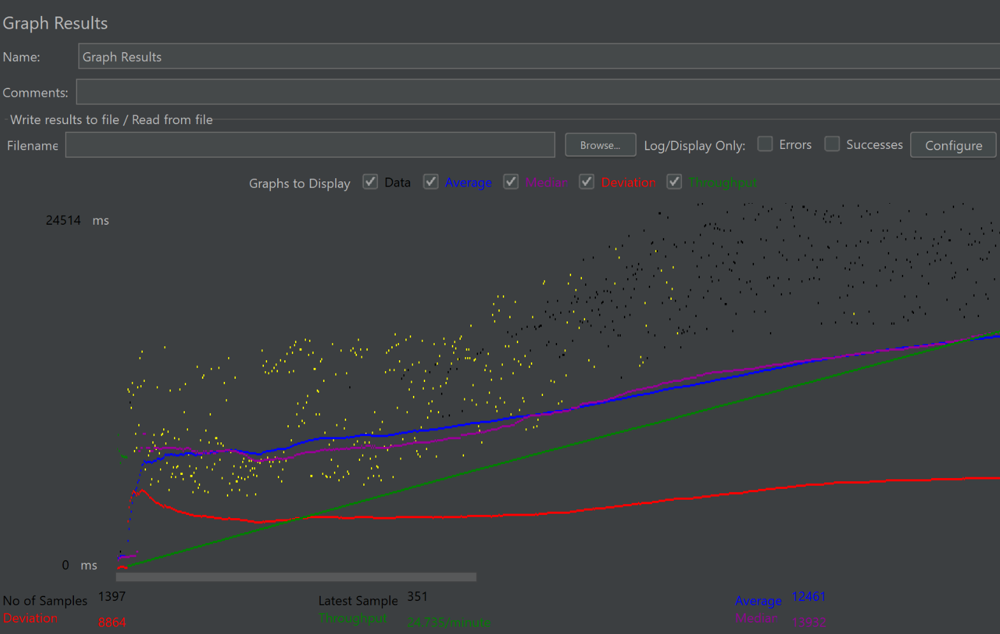 Graph Results
Name: Graph Results
Comments:
Write results to file / Read from file
Filename Browse... Log/Display Only: Errors Successes Configure
Graphs to Display Data Average Median Deviation Throughput
24514 ms
0 ms
No of Samples 1397 Latest Sample 351 Average 12461
Deviation 8864 Throughput 24.735/minute Median 13932